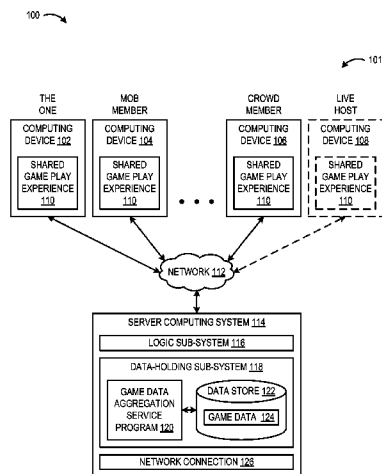 100
101
THE ONE
MOB MEMBER
CROWD MEMBER
LIVE HOST
COMPUTING DEVICE 102
SHARED GAME PLAY EXPERIENCE 110
COMPUTING DEVICE 104
SHARED GAME PLAY EXPERIENCE 110
• • •
COMPUTING DEVICE 106
SHARED GAME PLAY EXPERIENCE 110
COMPUTING DEVICE 108
SHARED GAME PLAY EXPERIENCE 110
NETWORK 112
SERVER COMPUTING SYSTEM 114
LOGIC SUB-SYSTEM 116
DATA-HOLDING SUB-SYSTEM 118
GAME DATA AGGREGATION SERVICE PROGRAM 120
DATA STORE 122
GAME DATA 124
NETWORK CONNECTION 126